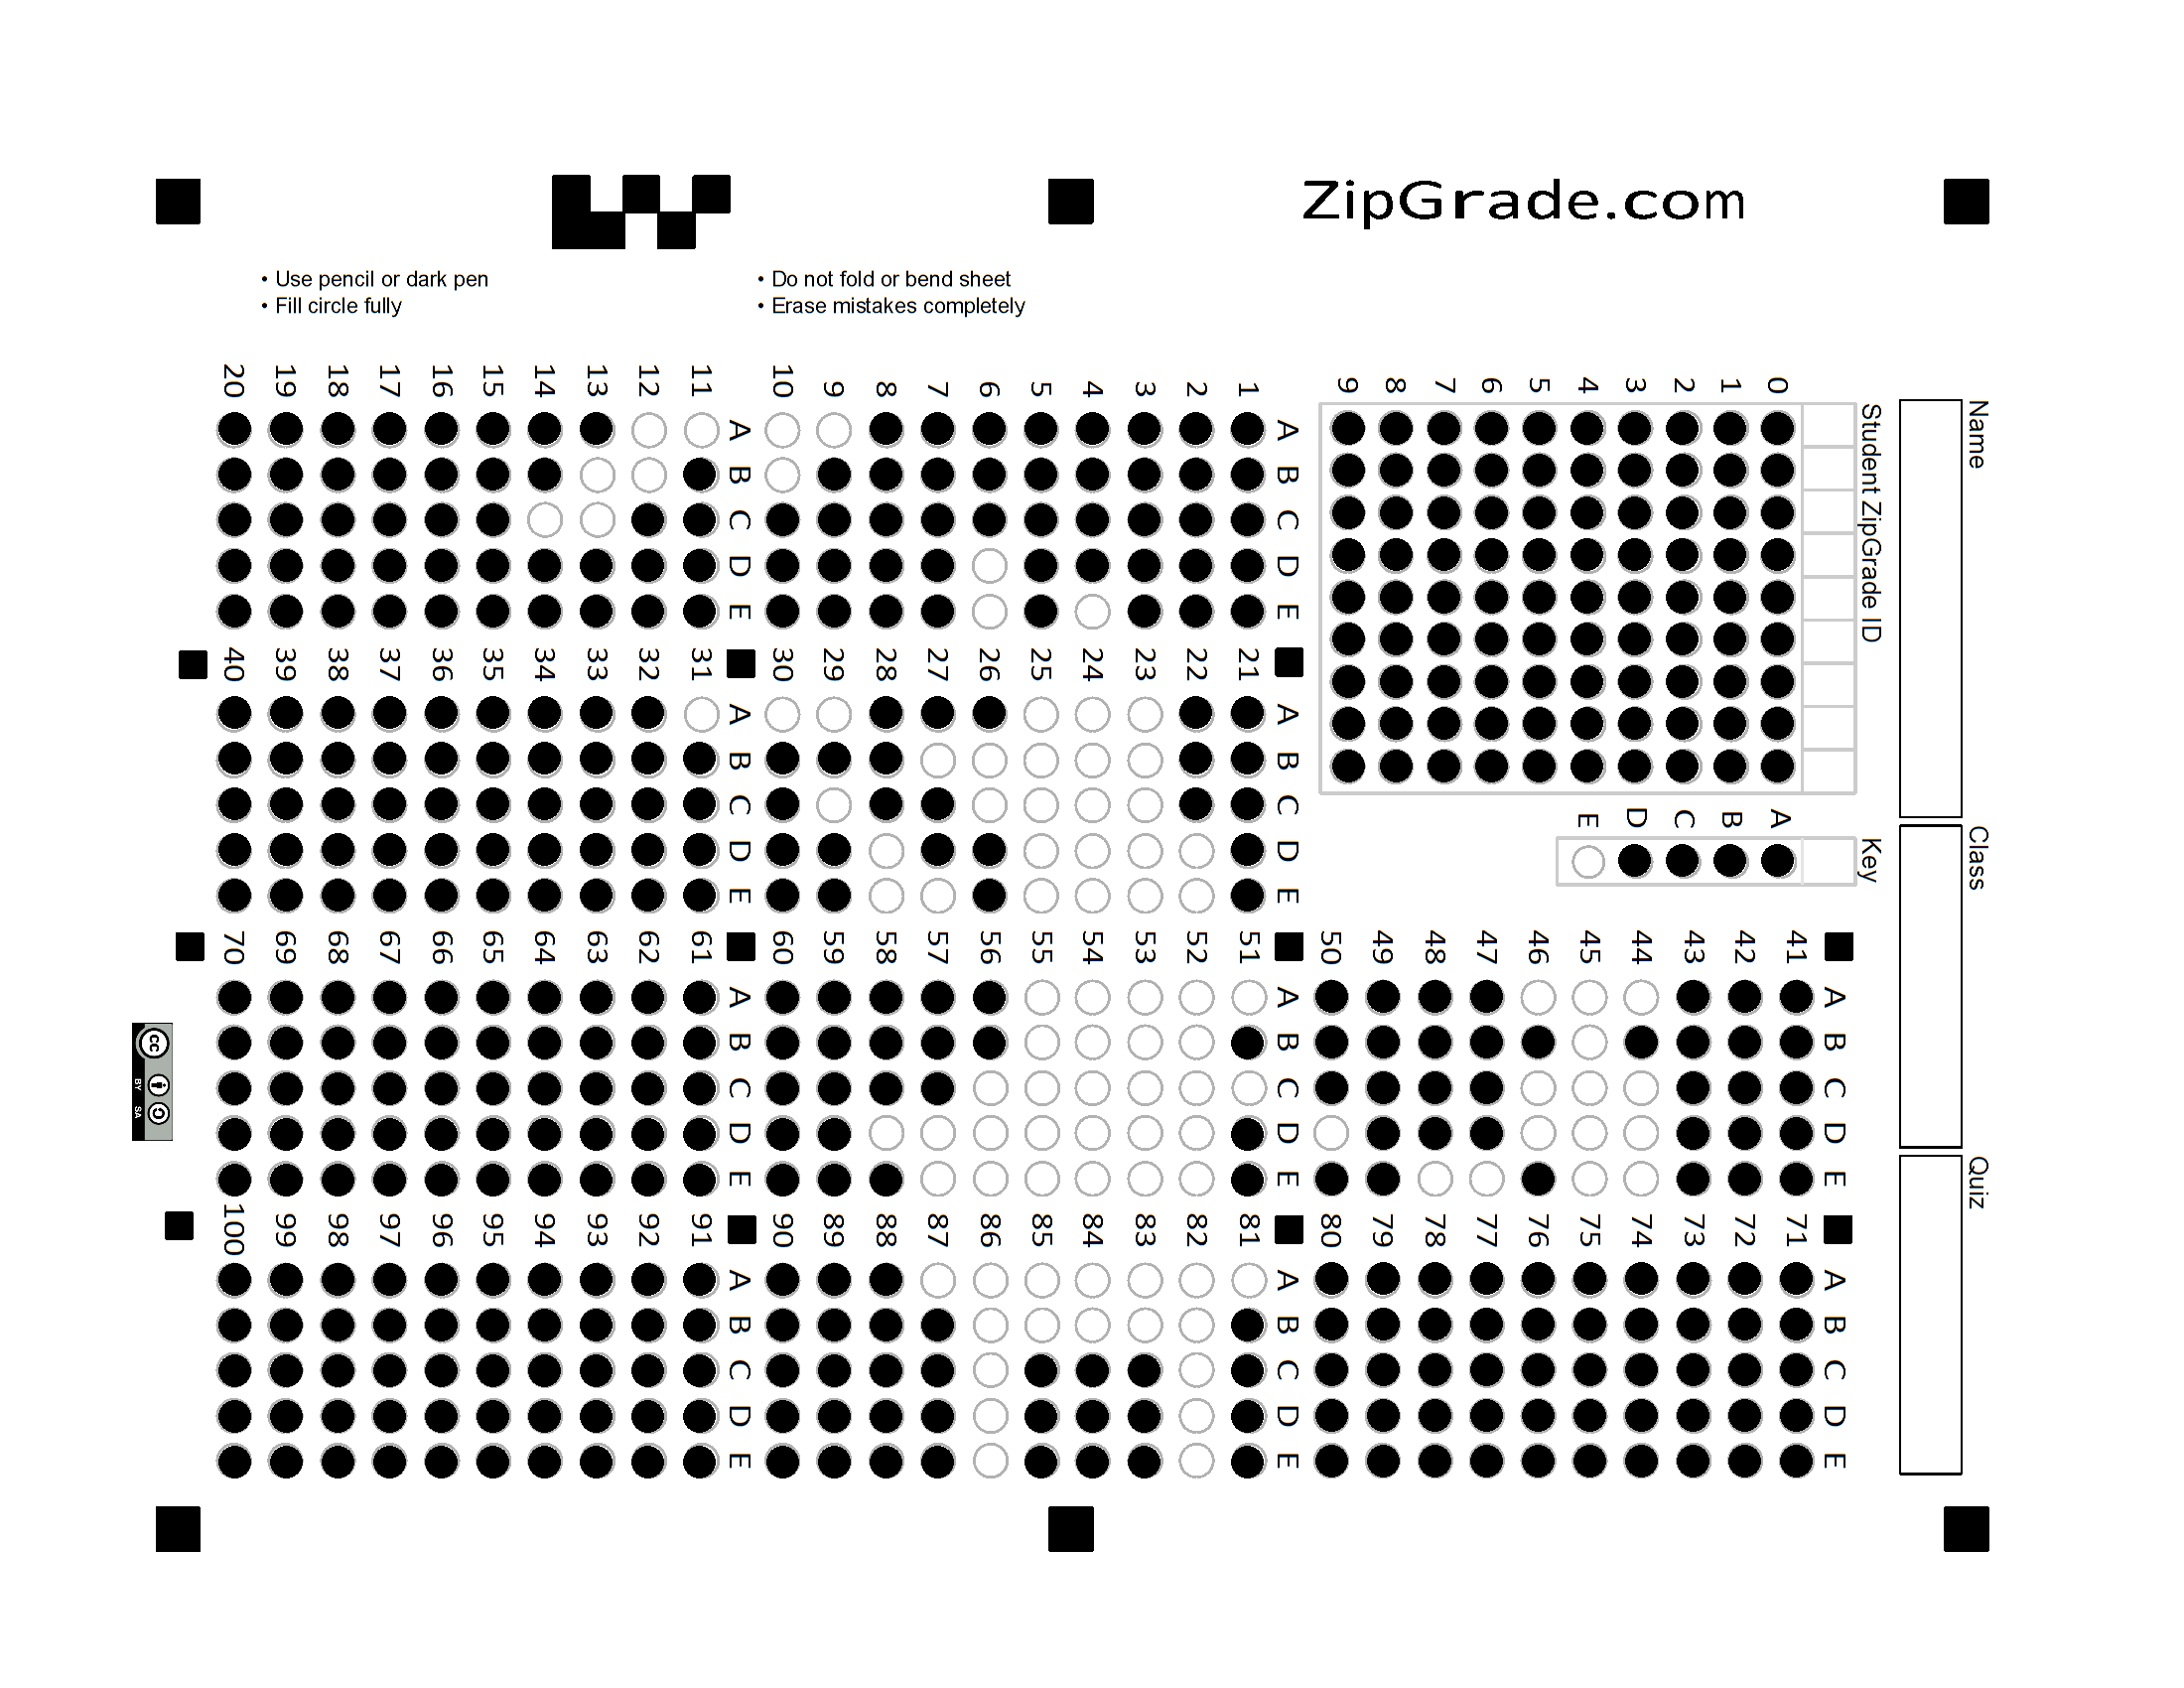 ZipGrade.com
• Use pencil or dark pen
• Fill circle fully
• Do not fold or bend sheet
• Erase mistakes completely
Name
Class
Quiz
Student ZipGrade ID
0 1 2 3 4 5 6 7 8 9
Key
A B C D E
A B C D E
1 2 3 4 5 6 7 8 9 10
A B C D E
11 12 13 14 15 16 17 18 19 20
A B C D E
21 22 23 24 25 26 27 28 29 30
A B C D E
31 32 33 34 35 36 37 38 39 40
A B C D E
41 42 43 44 45 46 47 48 49 50
A B C D E
51 52 53 54 55 56 57 58 59 60
A B C D E
61 62 63 64 65 66 67 68 69 70
A B C D E
71 72 73 74 75 76 77 78 79 80
A B C D E
81 82 83 84 85 86 87 88 89 90
A B C D E
91 92 93 94 95 96 97 98 99 100
cc BY SA